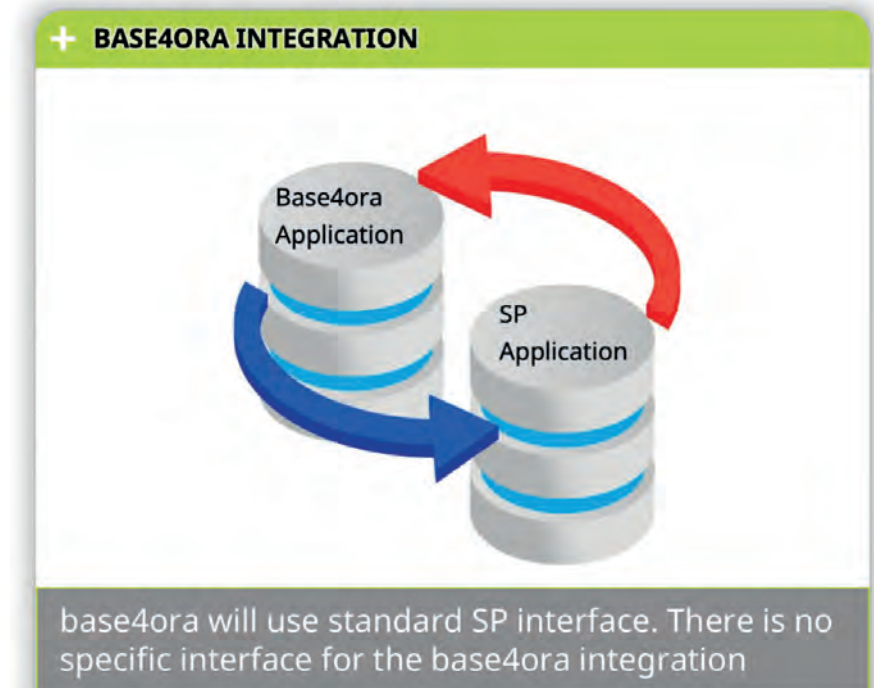 + BASE4ORA INTEGRATION
Base4ora
Application
SP
Application
base4ora will use standard SP interface. There is no
specific interface for the base4ora integration